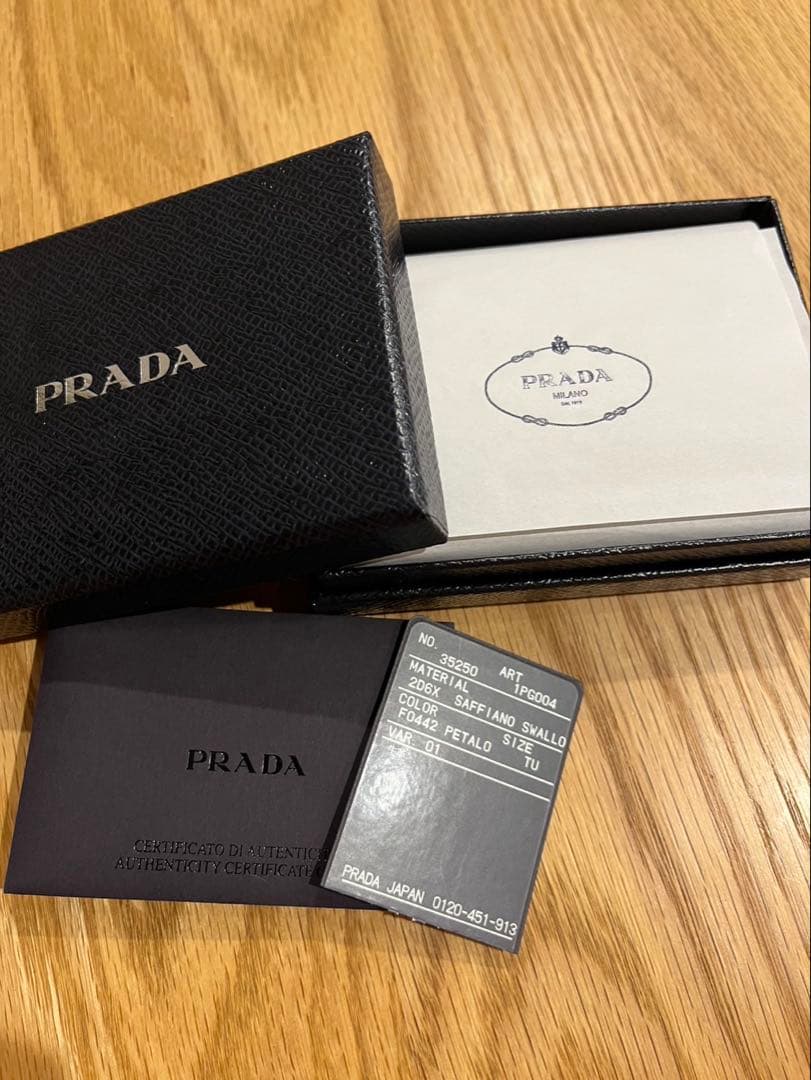 PRADA
PRADA
MILANO
DAL 1913
PRADA
CERTIFICATO DI AUTENTICI
AUTHENTICITY CERTIFICATE
NO. ART
35250 1PG004
MATERIAL
2D6X SAFFIANO SWALLO
COLOR SIZE
F0442 PETALO TU
VAR. 01
PRADA JAPAN 0120-451-913